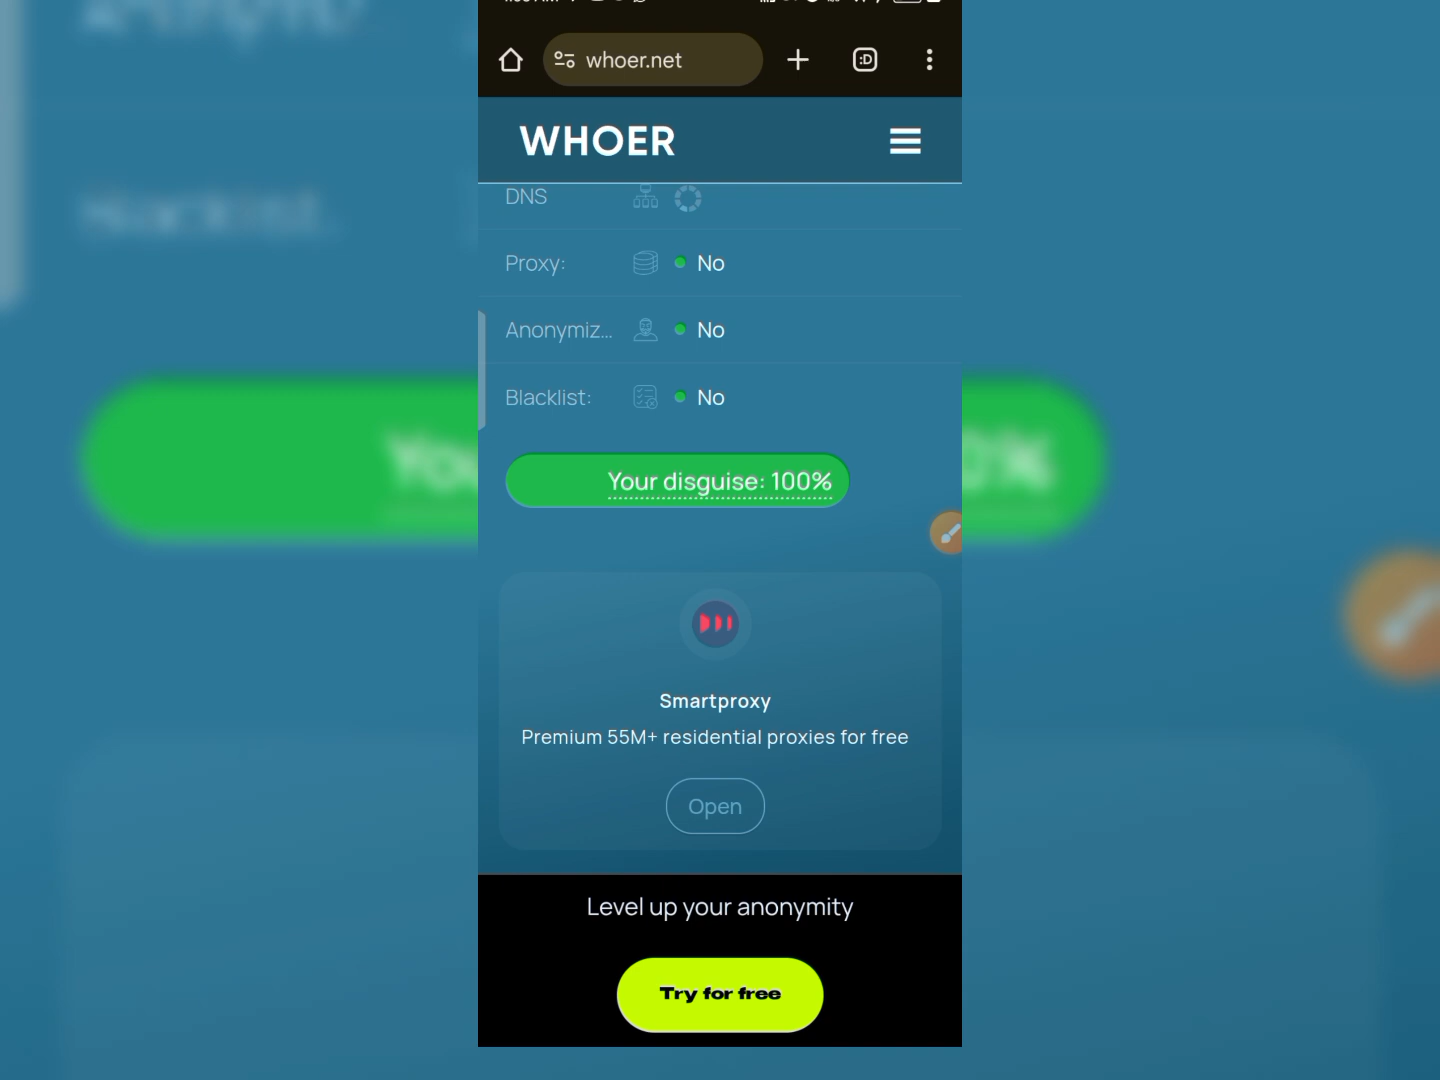 whoer.net
:D
WHOER
DNS
Proxy: No
Anonymiz... No
Blacklist: No
Your disguise: 100%
Smartproxy
Premium 55M+ residential proxies for free
Open
Level up your anonymity
Try for free